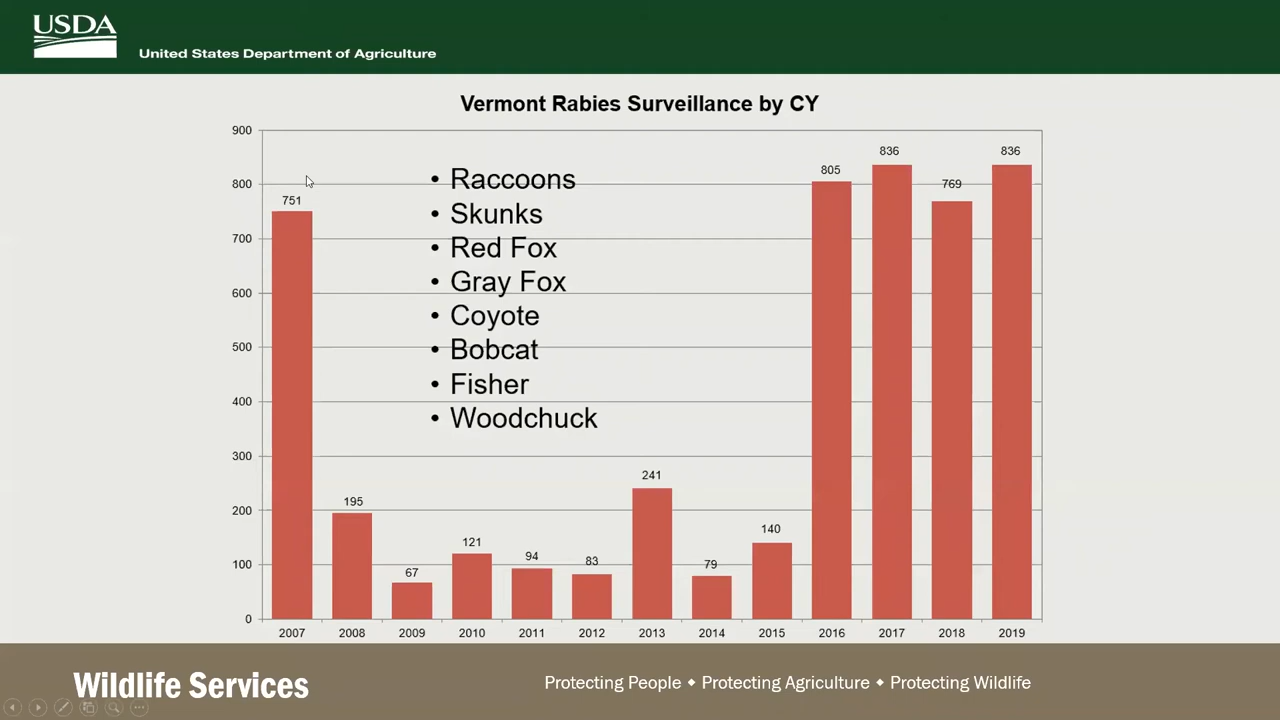 USDA
United States Department of Agriculture
Vermont Rabies Surveillance by CY
900
800
700
600
500
400
300
200
100
0
751
195
67
121
94
83
241
79
140
805
836
769
836
• Raccoons
• Skunks
• Red Fox
• Gray Fox
• Coyote
• Bobcat
• Fisher
• Woodchuck
2007 2008 2009 2010 2011 2012 2013 2014 2015 2016 2017 2018 2019
Wildlife Services
Protecting People ◆ Protecting Agriculture ◆ Protecting Wildlife